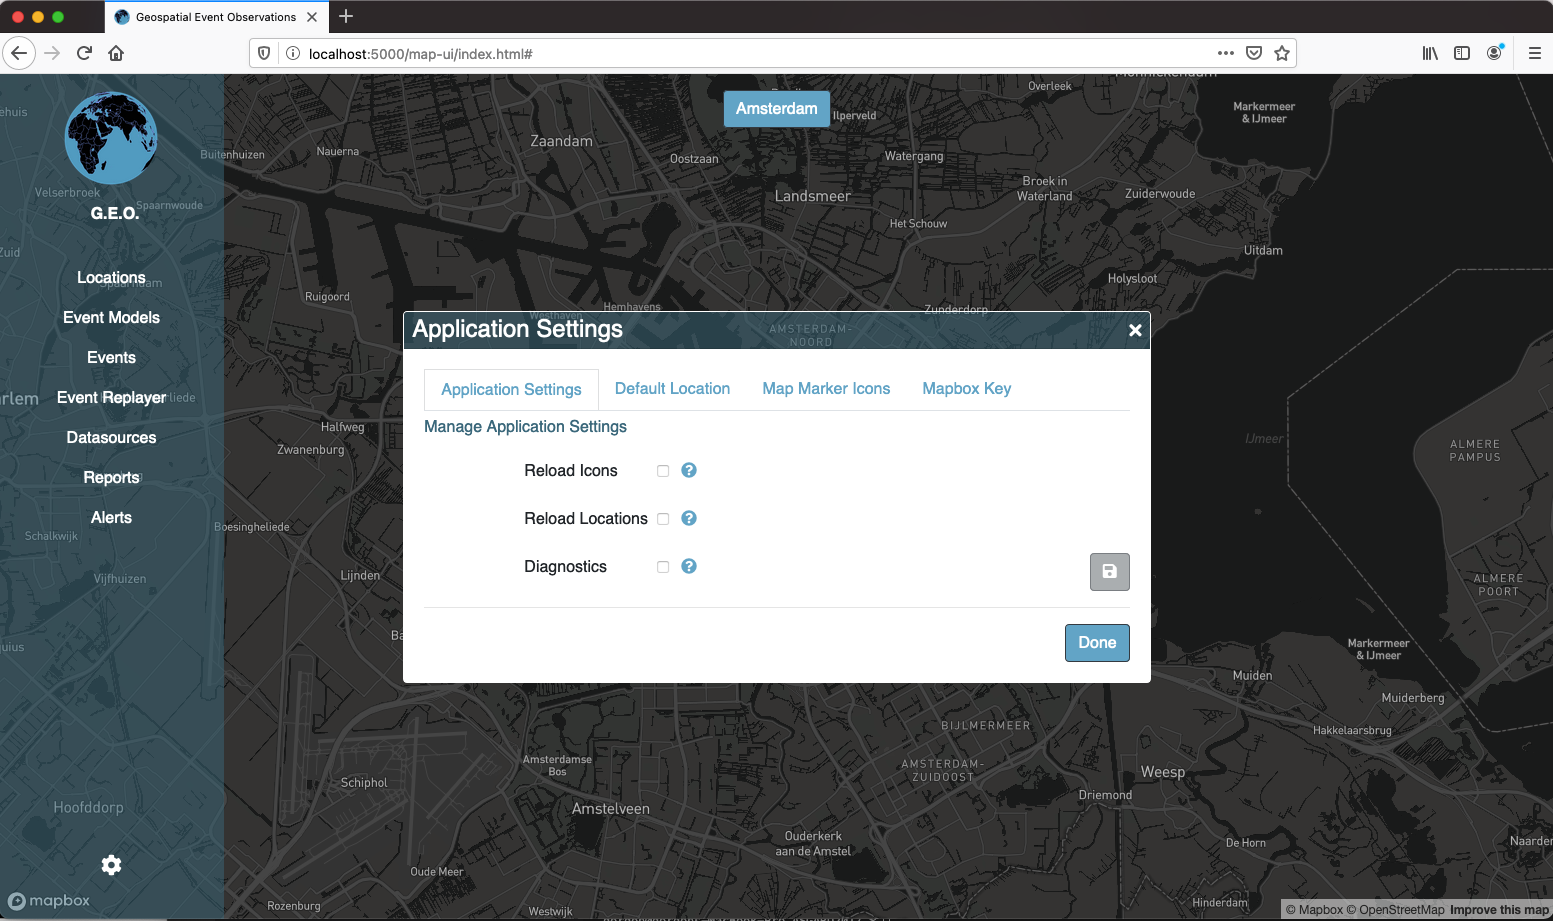 Geospatial Event Observations
localhost:5000/map-ui/index.html#
G.E.O.
Locations
Event Models
Events
Event Replayer
Datasources
Reports
Alerts
mapbox
Amsterdam
Overleek
Markermeer
& IJmeer
Ilperveld
Zaandam
Buitenhuizen
Nauerna
Oostzaan
Watergang
Velserbroek
Spaarnwoude
Landsmeer
Broek in
Waterland
Zuiderwoude
Het Schouw
Uitdam
Holysloot
Spaarndam
Ruigoord
Hemhavens
Westhaven
Zunderdorp
AMSTERDAM-
NOORD
Application Settings
Application Settings
Default Location
Map Marker Icons
Mapbox Key
Manage Application Settings
Reload Icons
Reload Locations
Diagnostics
Done
Halfweg
Zwanenburg
IJmeer
ALMERE
PAMPUS
Boesingheliede
Schalkwijk
Vijfhuizen
Lijnden
ALMERE
POORT
Markermeer
& IJmeer
Muiden
Muiderberg
Hakkelaarsbrug
BIJLMERMEER
Amsterdamse
Bos
AMSTERDAM-
ZUIDOOST
Weesp
Schiphol
Driemond
Hoofddorp
Amstelveen
Ouderkerk
aan de Amstel
De Horn
Naarden
Oude Meer
Rozenburg
Westwijk
Hinderdam
© Mapbox © OpenStreetMap Improve this map